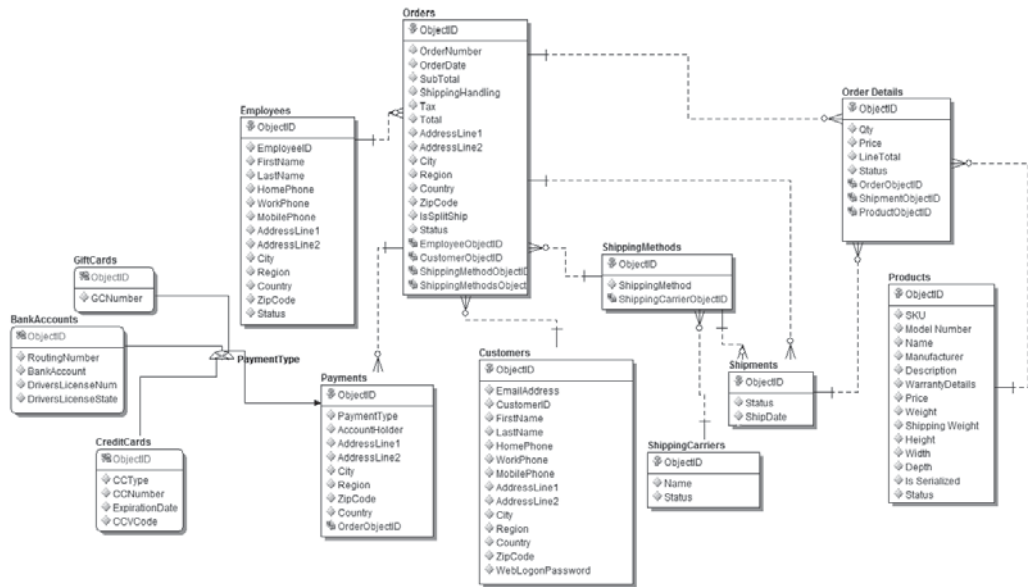 Orders
ObjectID
OrderNumber
OrderDate
SubTotal
ShippingHandling
Tax
Total
AddressLine1
AddressLine2
City
Region
Country
ZipCode
IsSplitShip
Status
EmployeeObjectID
CustomerObjectID
ShippingMethodObjectID
ShippingMethodsObject
Employees
ObjectID
EmployeeID
FirstName
LastName
HomePhone
WorkPhone
MobilePhone
AddressLine1
AddressLine2
City
Region
Country
ZipCode
Status
Order Details
ObjectID
Qty
Price
LineTotal
Status
OrderObjectID
ShipmentObjectID
ProductObjectID
GiftCards
ObjectID
GCNumber
BankAccounts
ObjectID
RoutingNumber
BankAccount
DriversLicenseNum
DriversLicenseState
PaymentType
CreditCards
ObjectID
CCType
CCNumber
ExpirationDate
CCVCode
Payments
ObjectID
PaymentType
AccountHolder
AddressLine1
AddressLine2
City
Region
ZipCode
Country
OrderObjectID
Customers
ObjectID
EmailAddress
CustomerID
FirstName
LastName
HomePhone
WorkPhone
MobilePhone
AddressLine1
AddressLine2
City
Region
Country
ZipCode
WebLogonPassword
ShippingMethods
ObjectID
ShippingMethod
ShippingCarrierObjectID
ShippingCarriers
ObjectID
Name
Status
Shipments
ObjectID
Status
ShipDate
Products
ObjectID
SKU
Model Number
Name
Manufacturer
Description
WarrantyDetails
Price
Weight
Shipping Weight
Height
Width
Depth
Is Serialized
Status